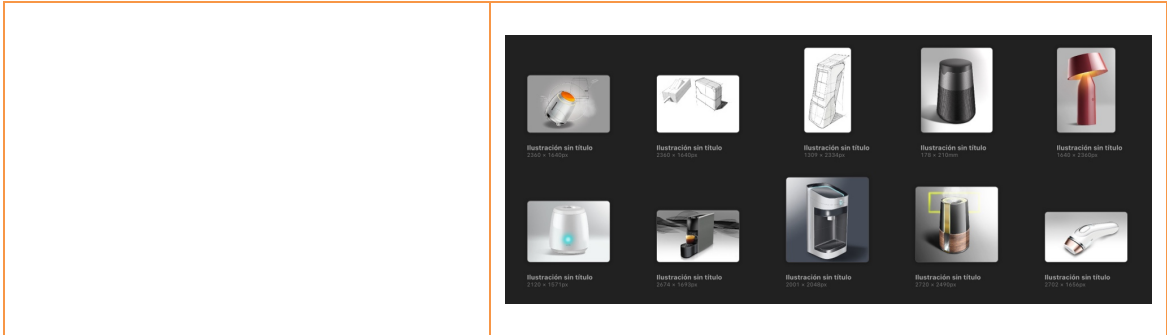 Ilustración sin título
2360 × 1640px
Ilustración sin título
2360 × 1640px
Ilustración sin título
1309 × 2334px
Ilustración sin título
178 × 210mm
Ilustración sin título
1640 × 2360px
Ilustración sin título
2120 × 1571px
Ilustración sin título
2674 × 1693px
Ilustración sin título
2001 × 2048px
Ilustración sin título
2720 × 2490px
Ilustración sin título
2702 × 1656px